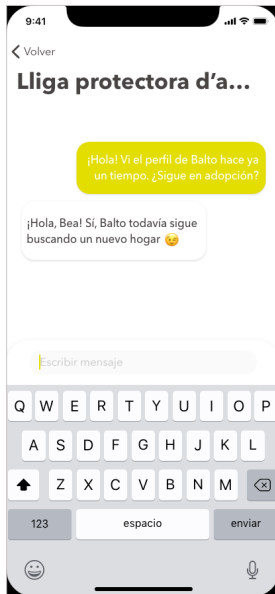 9:41
Volver
Lliga protectora d'a...
¡Hola! Vi el perfil de Balto hace ya
un tiempo. ¿Sigue en adopción?
¡Hola, Bea! Sí, Balto todavía sigue
buscando un nuevo hogar 😉
Escribir mensaje
Q W E R T Y U I O P
A S D F G H J K L
Z X C V B N M
123 espacio enviar